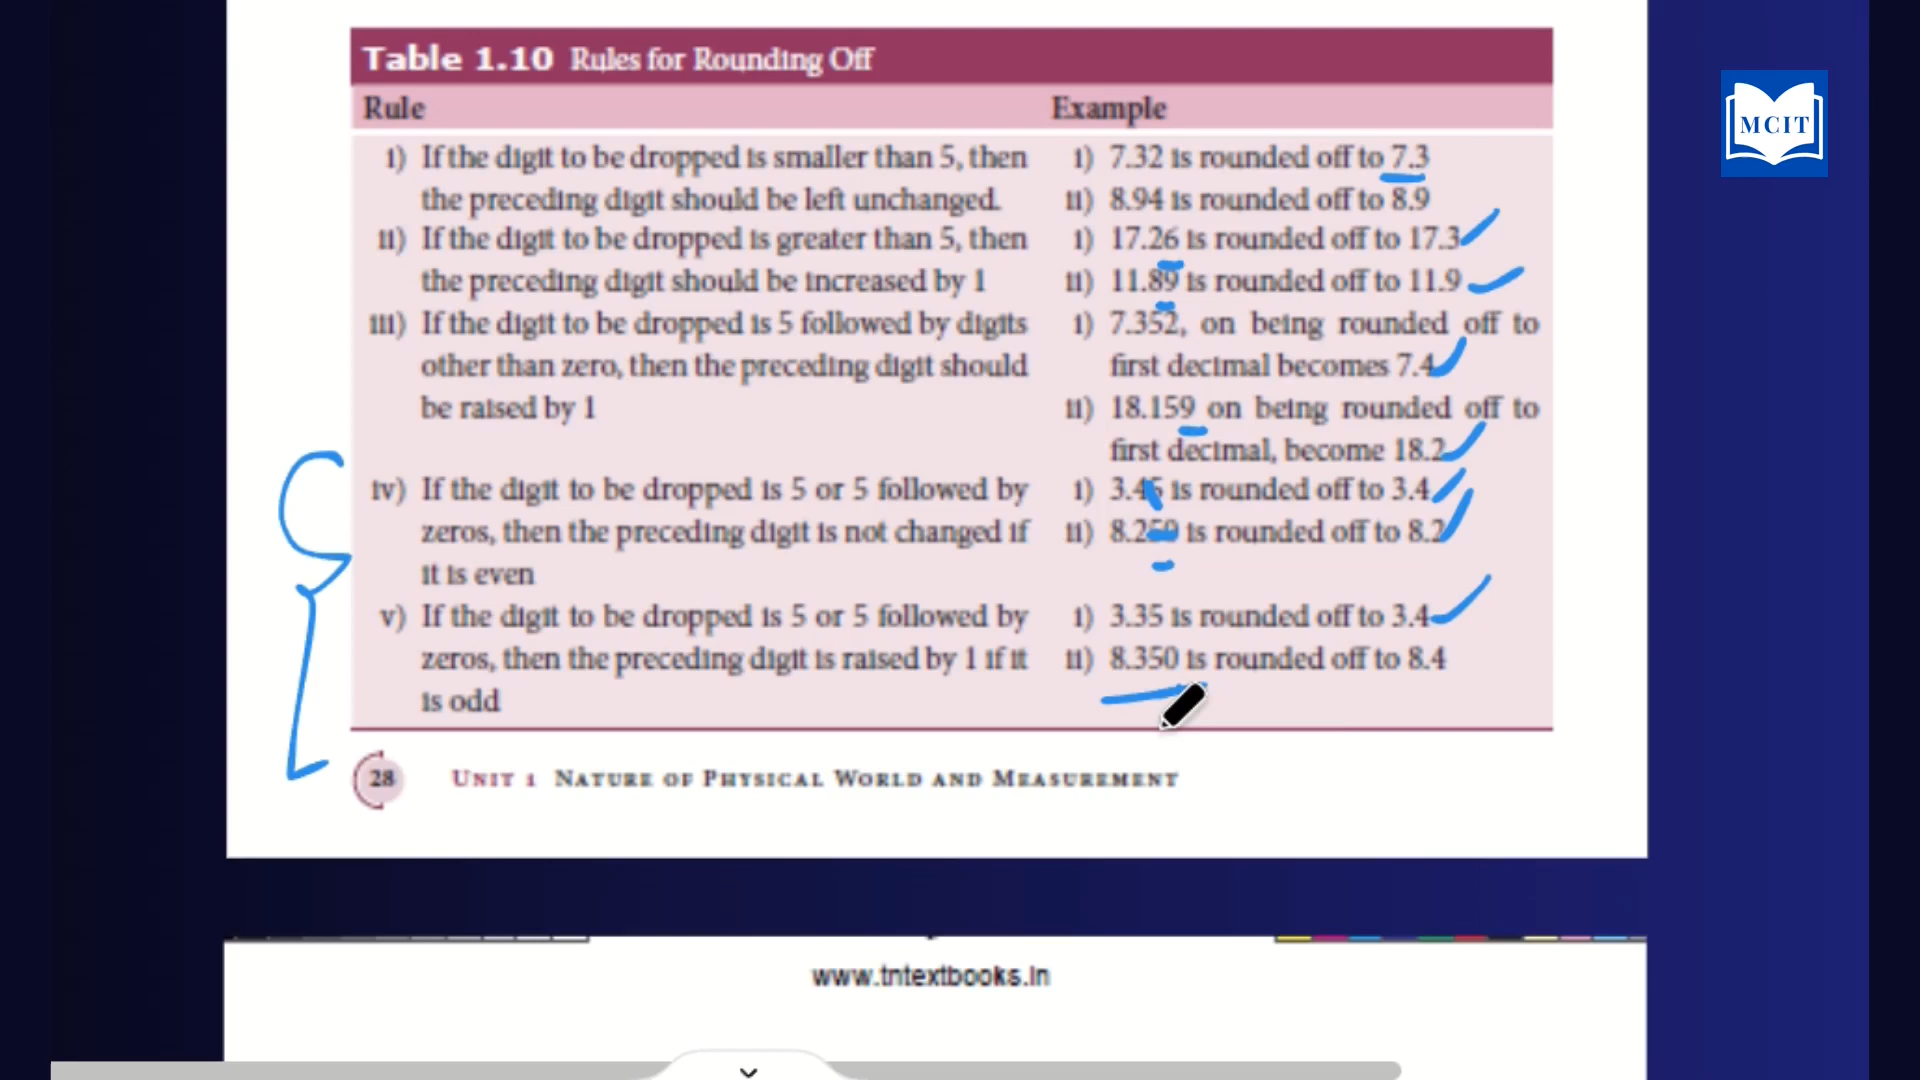 Table 1.10 Rules for Rounding Off
Rule Example
MCIT
i) If the digit to be dropped is smaller than 5, then
the preceding digit should be left unchanged.
i) 7.32 is rounded off to 7.3
ii) 8.94 is rounded off to 8.9
ii) If the digit to be dropped is greater than 5, then
the preceding digit should be increased by 1
i) 17.26 is rounded off to 17.3
ii) 11.89 is rounded off to 11.9
iii) If the digit to be dropped is 5 followed by digits
other than zero, then the preceding digit should
be raised by 1
i) 7.352, on being rounded off to
first decimal becomes 7.4
ii) 18.159 on being rounded off to
first decimal, become 18.2
iv) If the digit to be dropped is 5 or 5 followed by
zeros, then the preceding digit is not changed if
it is even
i) 3.45 is rounded off to 3.4
ii) 8.250 is rounded off to 8.2
v) If the digit to be dropped is 5 or 5 followed by
zeros, then the preceding digit is raised by 1 if it
is odd
i) 3.35 is rounded off to 3.4
ii) 8.350 is rounded off to 8.4
28 Unit 1 Nature of Physical World and Measurement
www.tntextbooks.in